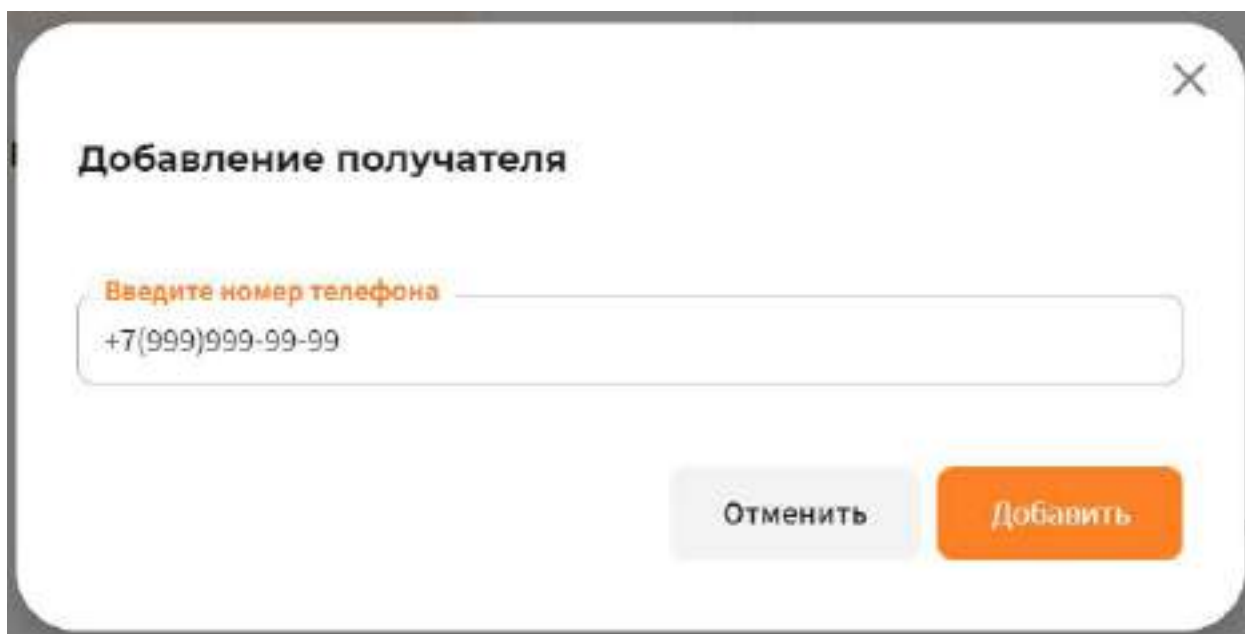 Добавление получателя
Введите номер телефона
+7(999)999-99-99
Отменить
Добавить